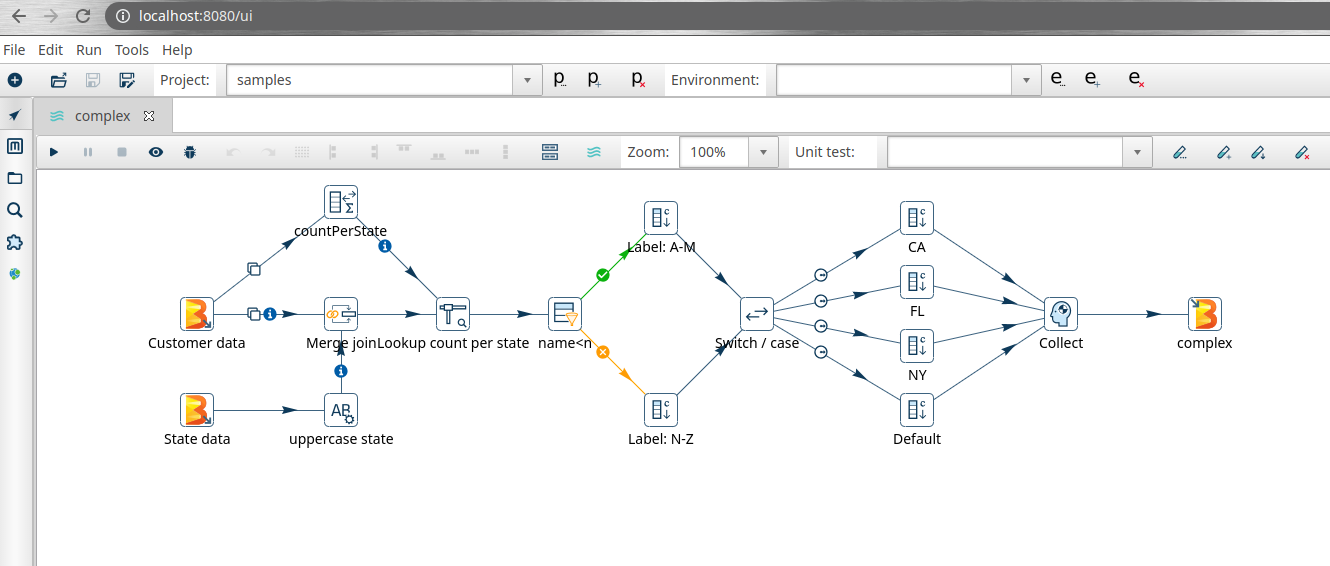 localhost:8080/ui
File Edit Run Tools Help
Project: samples p... p+ px Environment: e... e+ ex
complex
Zoom: 100% Unit test:
countPerState
Label: A-M
CA
FL
Customer data
Merge join
Lookup count per state
name<n
Switch / case
Collect
complex
NY
State data
uppercase state
Label: N-Z
Default